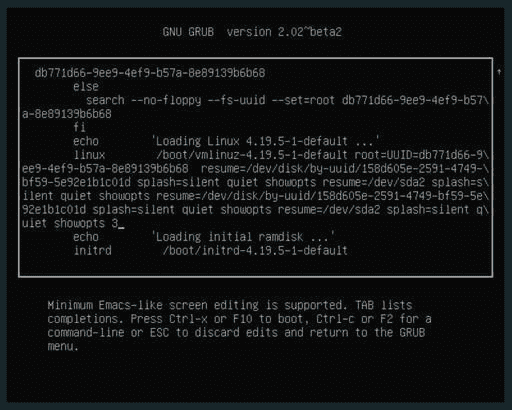 GNU GRUB  version 2.02~beta2
db771d66-9ee9-4ef9-b57a-8e89139b6b68
else
search --no-floppy --fs-uuid --set=root db771d66-9ee9-4ef9-b57\
a-8e89139b6b68
fi
echo 'Loading Linux 4.19.5-1-default ...'
linux /boot/vmlinuz-4.19.5-1-default root=UUID=db771d66-9\
ee9-4ef9-b57a-8e89139b6b68  resume=/dev/disk/by-uuid/158d605e-2591-4749-\
bf59-5e92e1b1c01d splash=silent quiet showopts resume=/dev/sda2 splash=s\
ilent quiet showopts resume=/dev/disk/by-uuid/158d605e-2591-4749-bf59-5e\
92e1b1c01d splash=silent quiet showopts resume=/dev/sda2 splash=silent q\
uiet showopts 3_
echo 'Loading initial ramdisk ...'
initrd /boot/initrd-4.19.5-1-default
Minimum Emacs-like screen editing is supported. TAB lists
completions. Press Ctrl-x or F10 to boot, Ctrl-c or F2 for a
command-line or ESC to discard edits and return to the GRUB
menu.